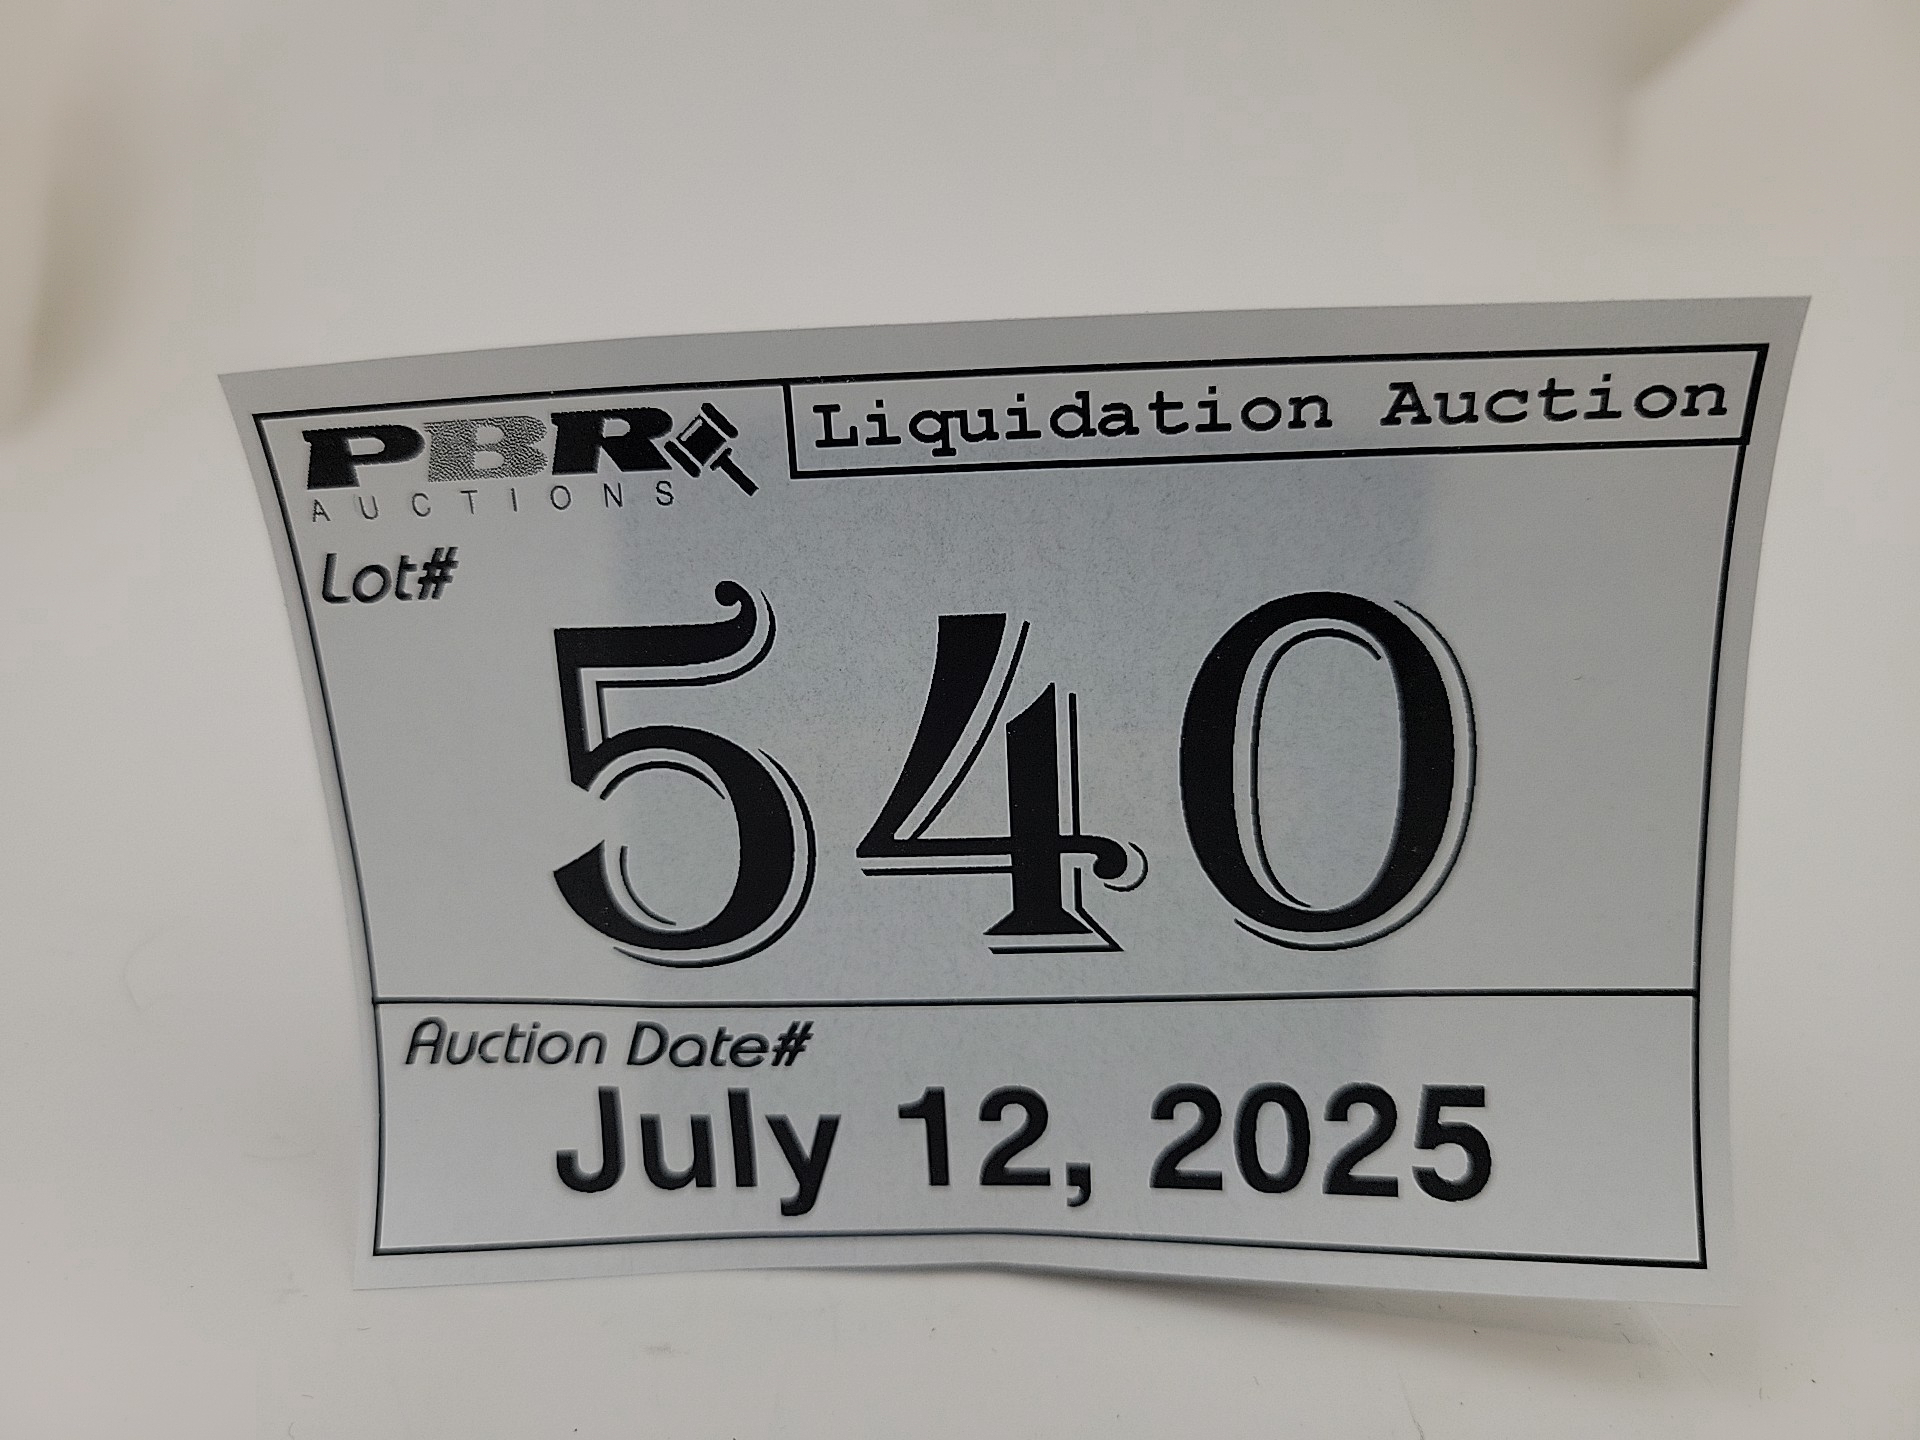 PBR
AUCTIONS
Liquidation Auction
Lot#
540
Auction Date#
July 12, 2025